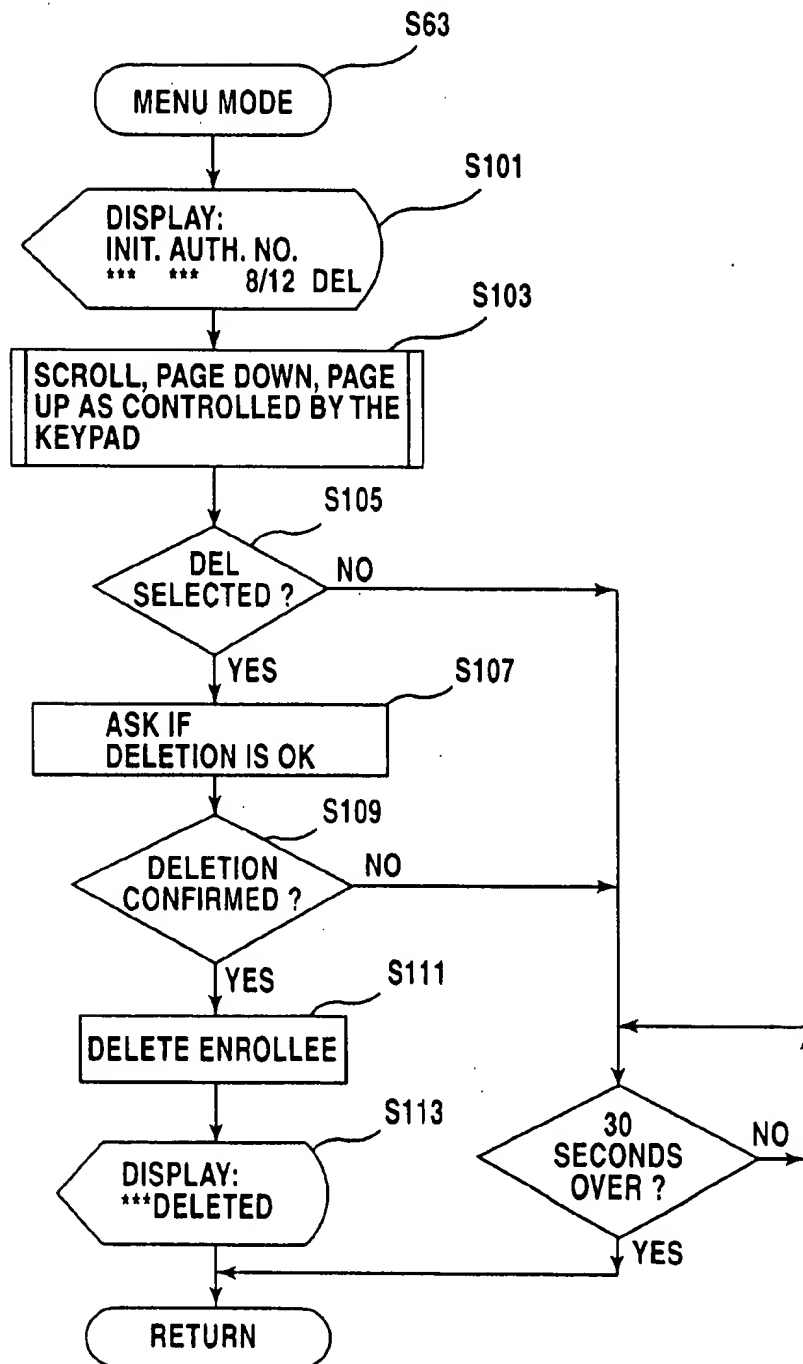 S63
MENU MODE
S101
DISPLAY:
INIT. AUTH. NO.
*** *** 8/12 DEL
S103
SCROLL, PAGE DOWN, PAGE
UP AS CONTROLLED BY THE
KEYPAD
S105
DEL
SELECTED ?
NO
YES
S107
ASK IF
DELETION IS OK
S109
DELETION
CONFIRMED ?
NO
YES
S111
DELETE ENROLLEE
S113
DISPLAY:
***DELETED
30
SECONDS
OVER ?
NO
YES
RETURN